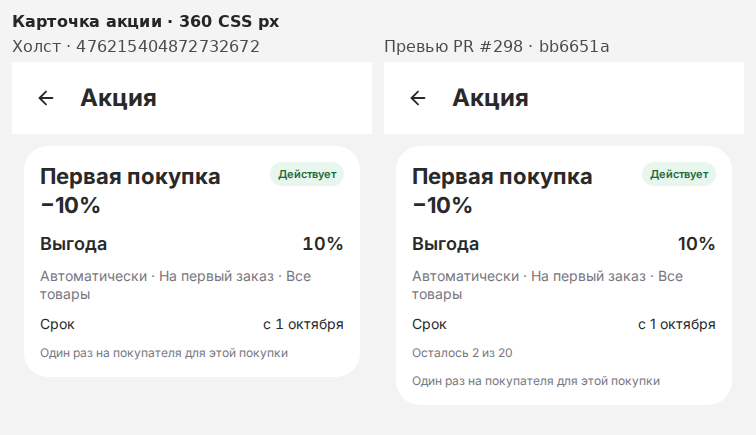 Карточка акции · 360 CSS px
Холст · 476215404872732672
Акция
Первая покупка
−10%
Действует
Выгода
10%
Автоматически · На первый заказ · Все
товары
Срок
с 1 октября
Один раз на покупателя для этой покупки
Превью PR #298 · bb6651a
Акция
Первая покупка
−10%
Действует
Выгода
10%
Автоматически · На первый заказ · Все
товары
Срок
с 1 октября
Осталось 2 из 20
Один раз на покупателя для этой покупки